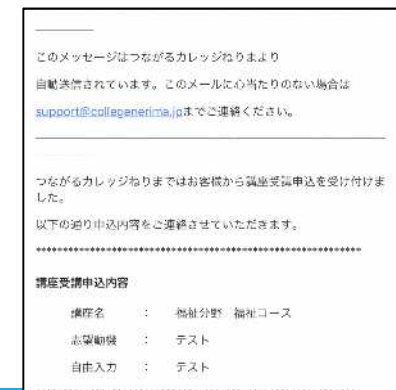 このメッセージはつながるカレッジねりまより
自動送信されています。このメールに心当たりのない場合は
support@collegenerima.jpまでご連絡ください。
つながるカレッジねりまではお客様から講座受講申込を受け付けま
した。
以下の通り申込内容をご連絡させていただきます。
**************************************************************
講座受講申込内容
講座名 : 福祉分野 福祉コース
志望動機 : テスト
自由入力 : テスト